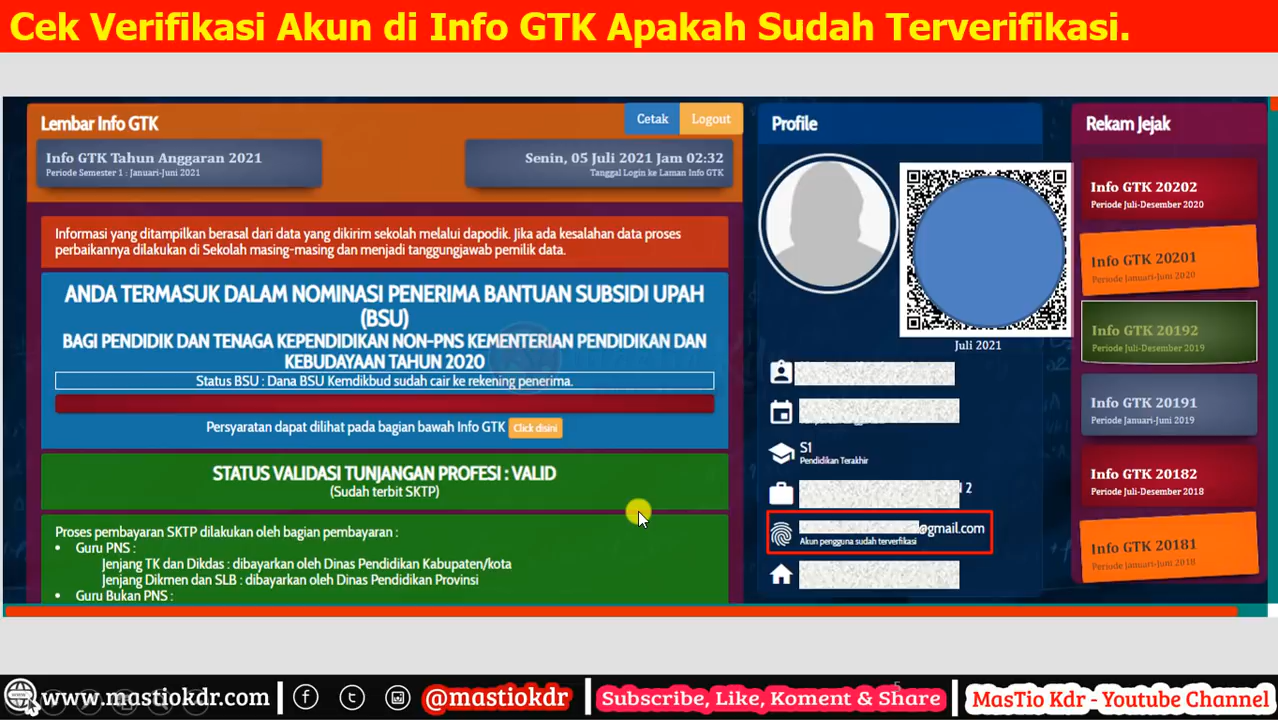 Cek Verifikasi Akun di Info GTK Apakah Sudah Terverifikasi.
Lembar Info GTK
Cetak
Logout
Info GTK Tahun Anggaran 2021
Periode Semester 1 : Januari-Juni 2021
Senin, 05 Juli 2021 Jam 02:32
Tanggal Login ke Laman Info GTK
Informasi yang ditampilkan berasal dari data yang dikirim sekolah melalui dapodik. Jika ada kesalahan data proses
perbaikannya dilakukan di Sekolah masing-masing dan menjadi tanggungjawab pemilik data.
ANDA TERMASUK DALAM NOMINASI PENERIMA BANTUAN SUBSIDI UPAH
(BSU)
BAGI PENDIDIK DAN TENAGA KEPENDIDIKAN NON-PNS KEMENTERIAN PENDIDIKAN DAN
KEBUDAYAAN TAHUN 2020
Status BSU : Dana BSU Kemdikbud sudah cair ke rekening penerima.
Persyaratan dapat dilihat pada bagian bawah Info GTK Click disini
STATUS VALIDASI TUNJANGAN PROFESI : VALID
(Sudah terbit SKTP)
Proses pembayaran SKTP dilakukan oleh bagian pembayaran :
• Guru PNS :
Jenjang TK dan Dikdas : dibayarkan oleh Dinas Pendidikan Kabupaten/kota
Jenjang Dikmen dan SLB : dibayarkan oleh Dinas Pendidikan Provinsi
• Guru Bukan PNS :
Profile
Juli 2021
S1
Pendidikan Terakhir
2
@gmail.com
Akun pengguna sudah terverfikasi
Rekam Jejak
Info GTK 20202
Periode Juli-Desember 2020
Info GTK 20201
Periode Januari-Juni 2020
Info GTK 20192
Periode Juli-Desember 2019
Info GTK 20191
Periode Januari-Juni 2019
Info GTK 20182
Periode Juli-Desember 2018
Info GTK 20181
Periode Januari-Juni 2018
www.mastiokdr.com
@mastiokdr
Subscribe, Like, Koment & Share
5
MasTio Kdr - Youtube Channel